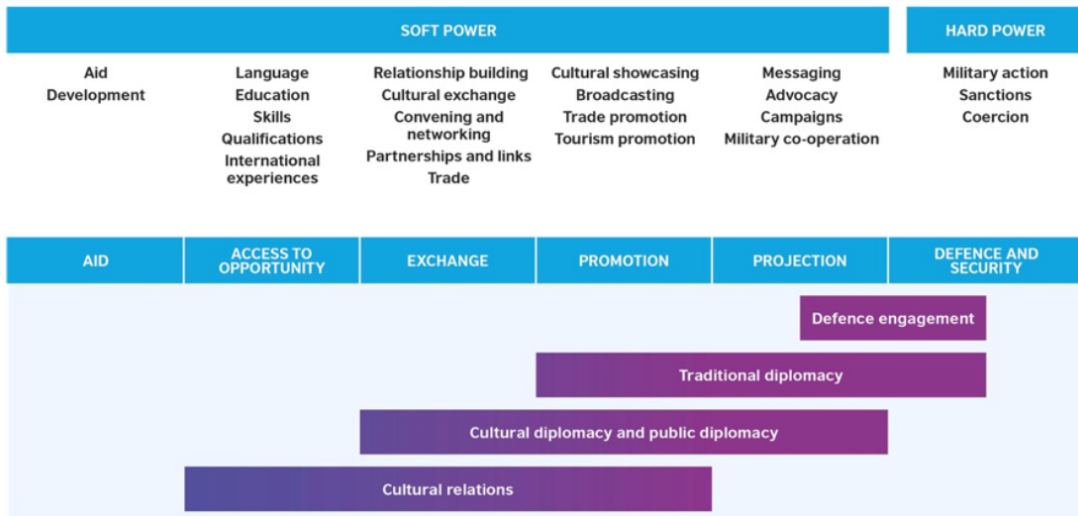 SOFT POWER
HARD POWER
Aid
Development
Language
Education
Skills
Qualifications
International
experiences
Relationship building
Cultural exchange
Convening and
networking
Partnerships and links
Trade
Cultural showcasing
Broadcasting
Trade promotion
Tourism promotion
Messaging
Advocacy
Campaigns
Military co-operation
Military action
Sanctions
Coercion
AID
ACCESS TO
OPPORTUNITY
EXCHANGE
PROMOTION
PROJECTION
DEFENCE AND
SECURITY
Defence engagement
Traditional diplomacy
Cultural diplomacy and public diplomacy
Cultural relations